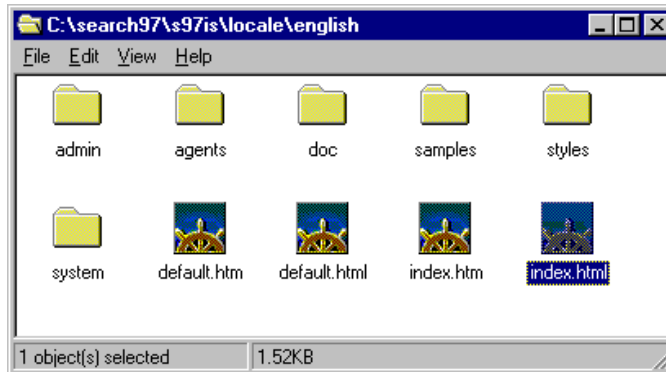 C:\search97\s97is\locale\english
File Edit View Help
admin agents doc samples styles
system default.htm default.html index.htm index.html
1 object(s) selected 1.52KB